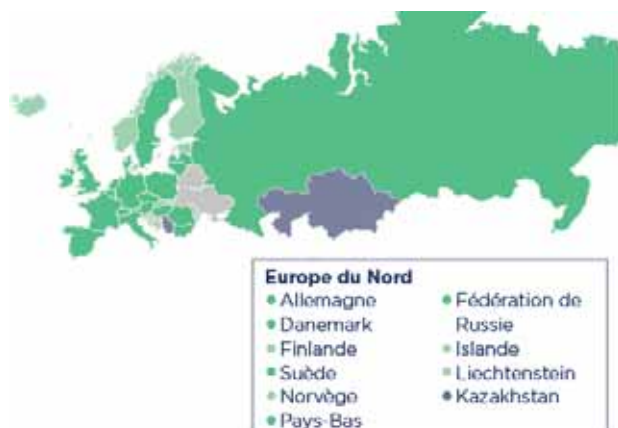 Europe du Nord
• Allemagne
• Danemark
• Finlande
• Suède
• Norvège
• Pays-Bas
• Fédération de
Russie
• Islande
• Liechtenstein
• Kazakhstan